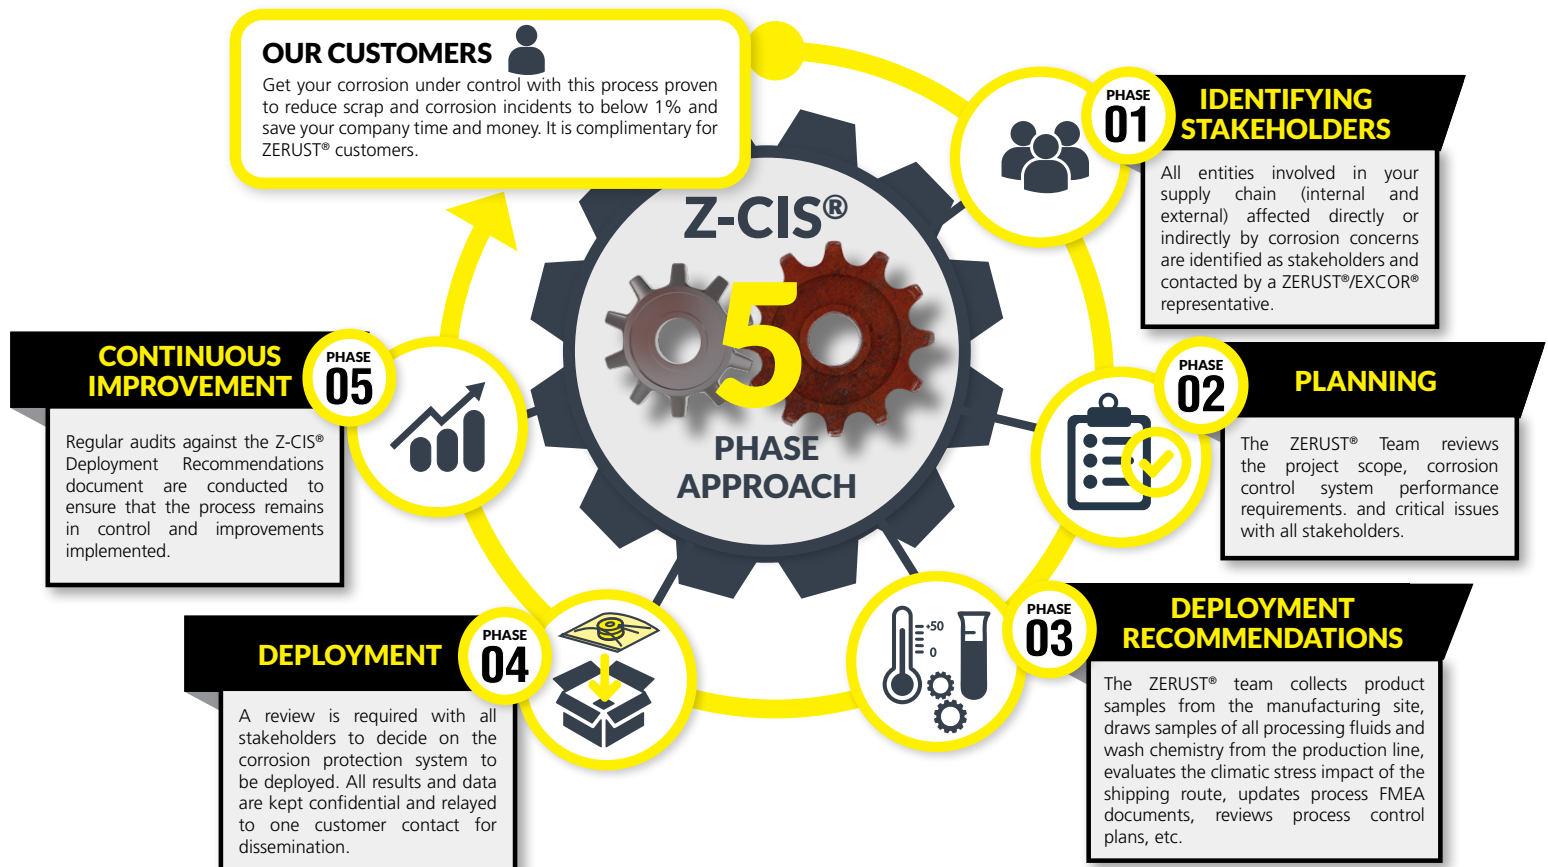 OUR CUSTOMERS
Get your corrosion under control with this process proven
to reduce scrap and corrosion incidents to below 1% and
save your company time and money. It is complimentary for
ZERUST® customers.
Z-CIS®
5
PHASE
APPROACH
PHASE
01
IDENTIFYING
STAKEHOLDERS
All entities involved in your
supply chain (internal and
external) affected directly or
indirectly by corrosion concerns
are identified as stakeholders and
contacted by a ZERUST®/EXCOR®
representative.
PHASE
02
PLANNING
The ZERUST® Team reviews
the project scope, corrosion
control system performance
requirements. and critical issues
with all stakeholders.
PHASE
03
DEPLOYMENT
RECOMMENDATIONS
The ZERUST® team collects product
samples from the manufacturing site,
draws samples of all processing fluids and
wash chemistry from the production line,
evaluates the climatic stress impact of the
shipping route, updates process FMEA
documents, reviews process control
plans, etc.
+50
0
PHASE
04
DEPLOYMENT
A review is required with all
stakeholders to decide on the
corrosion protection system to
be deployed. All results and data
are kept confidential and relayed
to one customer contact for
dissemination.
PHASE
05
CONTINUOUS
IMPROVEMENT
Regular audits against the Z-CIS®
Deployment Recommendations
document are conducted to
ensure that the process remains
in control and improvements
implemented.